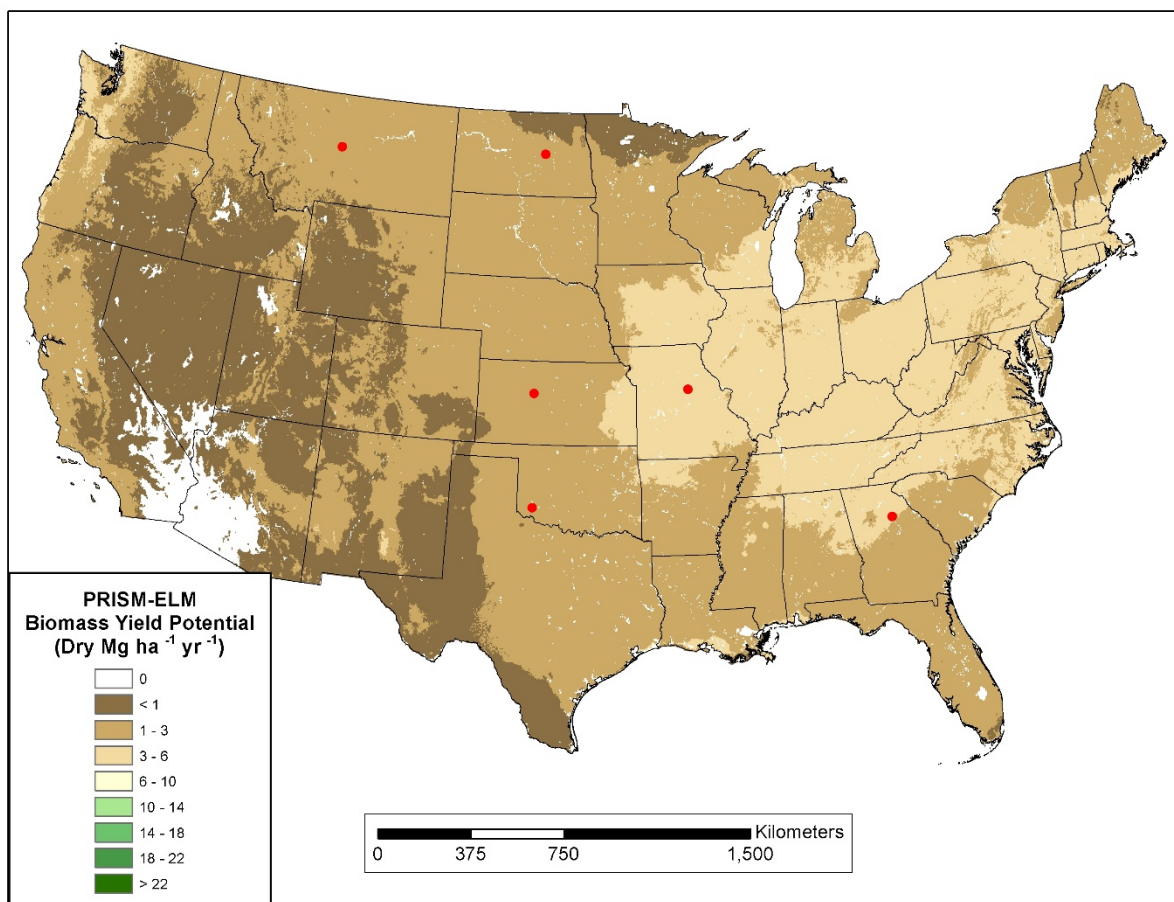 PRISM-ELM
Biomass Yield Potential
(Dry Mg ha -1 yr -1)
0
< 1
1 - 3
3 - 6
6 - 10
10 - 14
14 - 18
18 - 22
> 22
Kilometers
0 375 750 1,500